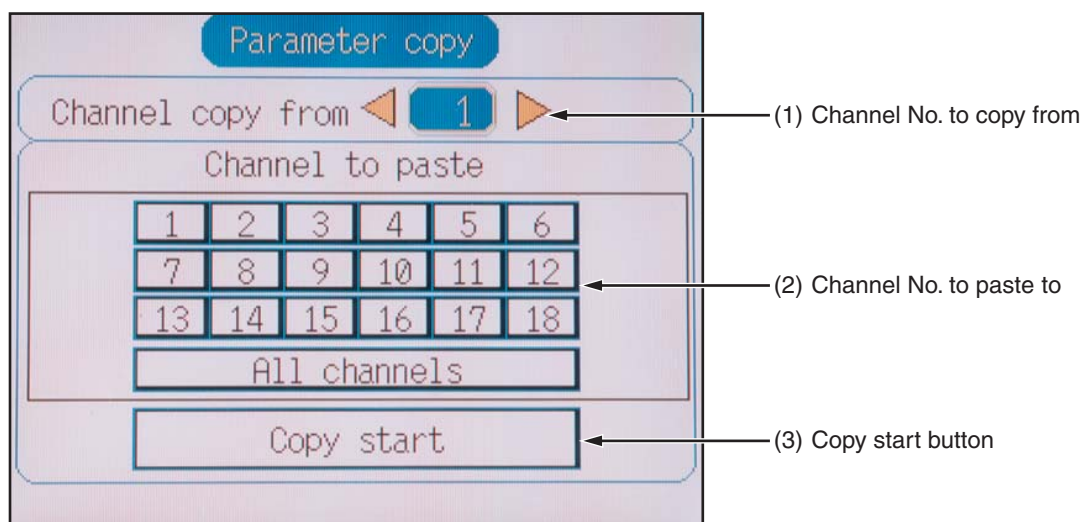 Parameter copy
Channel copy from 1
(1) Channel No. to copy from
Channel to paste
1 2 3 4 5 6
7 8 9 10 11 12
(2) Channel No. to paste to
13 14 15 16 17 18
All channels
Copy start
(3) Copy start button